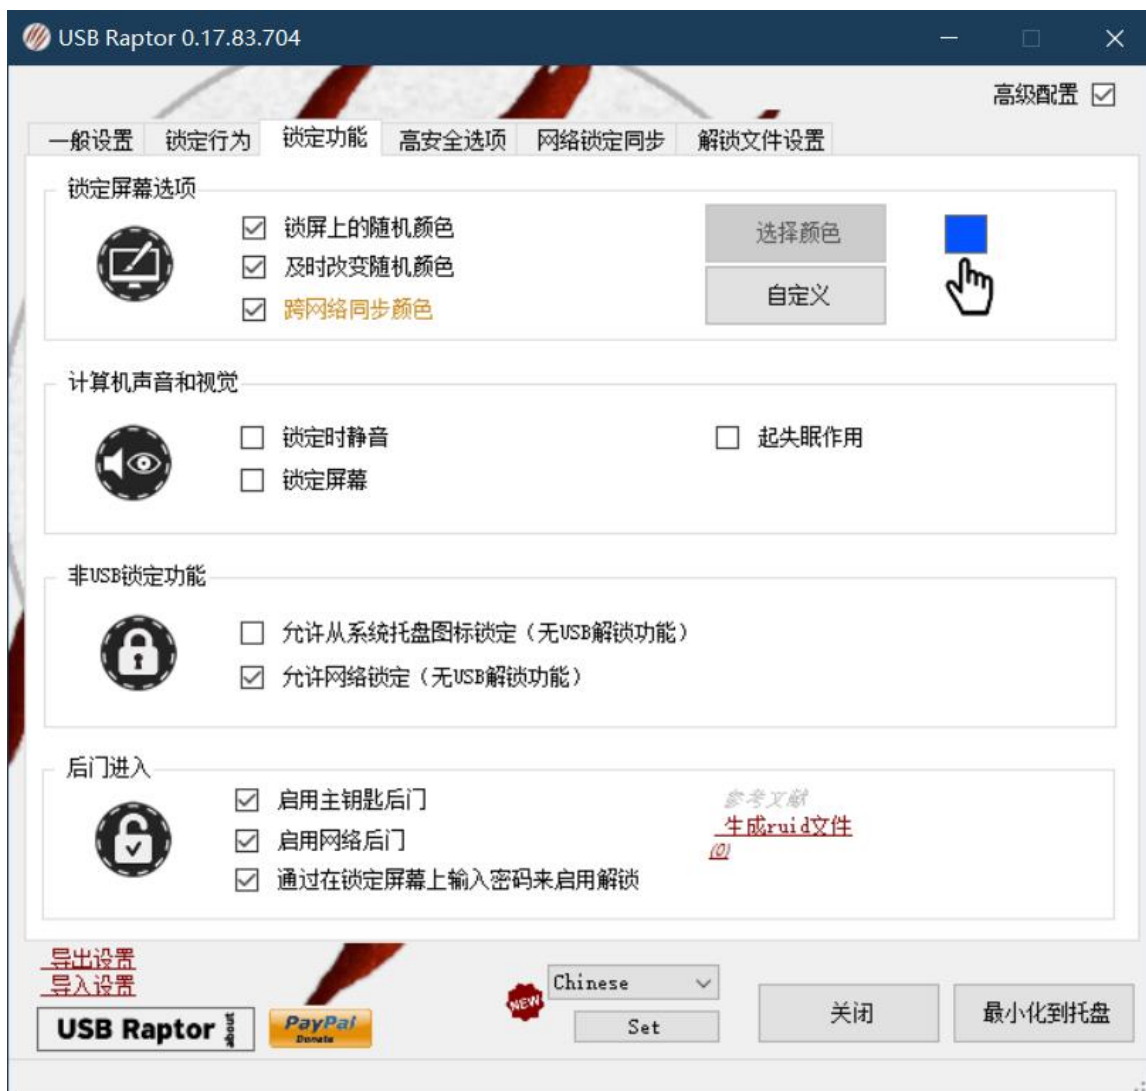 USB Raptor 0.17.83.704
高级配置
一般设置 锁定行为 锁定功能 高安全选项 网络锁定同步 解锁文件设置
锁定屏幕选项
锁屏上的随机颜色 选择颜色
及时改变随机颜色 自定义
跨网络同步颜色
计算机声音和视觉
锁定时静音 起失眠作用
锁定屏幕
非USB锁定功能
允许从系统托盘图标锁定（无USB解锁功能）
允许网络锁定（无USB解锁功能）
后门进入
启用主钥匙后门 参考文献
启用网络后门 生成ruid文件
(0)
通过在锁定屏幕上输入密码来启用解锁
导出设置
导入设置
NEW Chinese
USB Raptor about PayPal Donate Set 关闭 最小化到托盘